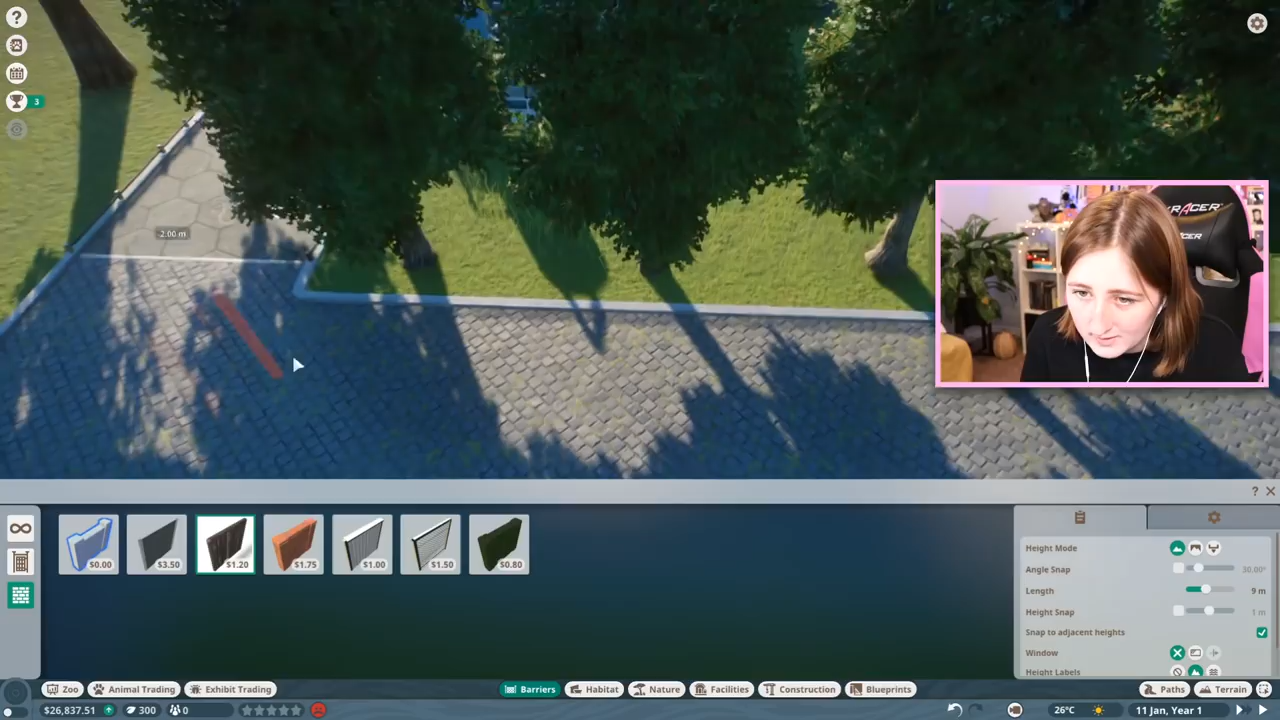 ?
3
2.00 m
RACER
RACER
?
$0.00
$3.50
$1.20
$1.75
$1.00
$1.50
$0.80
Height Mode
Angle Snap
30.00°
Length
9 m
Height Snap
1 m
Snap to adjacent heights
Window
Height Labels
Zoo
Animal Trading
Exhibit Trading
Barriers
Habitat
Nature
Facilities
Construction
Blueprints
Paths
Terrain
$26,837.51
300
0
26°C
11 Jan, Year 1